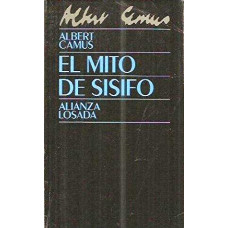 Albert Camus
ALBERT
CAMUS
EL MITO
DE SISIFO
ALIANZA
LOSADA